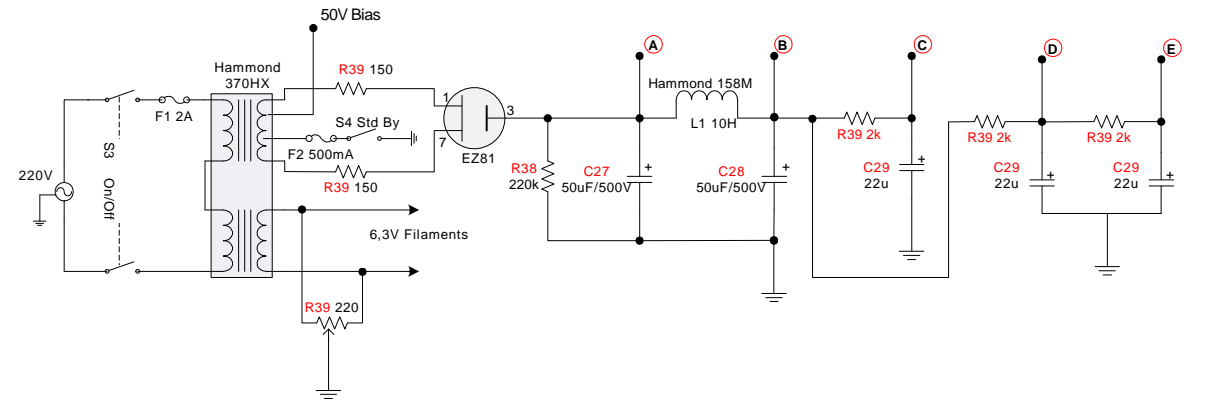 50V Bias
A
B
C
D
E
Hammond
370HX
R39 150
Hammond 158M
L1 10H
F1 2A
S3 On/Off
220V
S4 Std By
F2 500mA
R39 150
1
7
3
EZ81
R38
220k
C27
50uF/500V
+
C28
50uF/500V
+
R39 2k
C29
22u
+
R39 2k
C29
22u
+
R39 2k
C29
22u
+
6,3V Filaments
R39 220